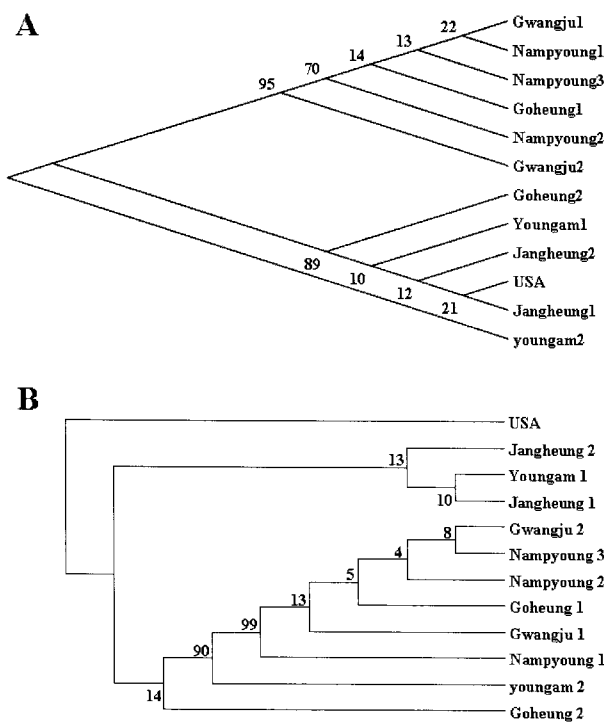 A
Gwangju1
22
Nampyoung1
13
Nampyoung3
14
Goheung1
70
Nampyoung2
95
Gwangju2
Goheung2
Youngam1
Jangheung2
89
10
USA
12
Jangheung1
21
youngam2
B
USA
Jangheung 2
13
Youngam 1
10
Jangheung 1
Gwangju 2
8
Nampyoung 3
4
Nampyoung 2
5
Goheung 1
13
Gwangju 1
99
Nampyoung 1
90
youngam 2
14
Goheung 2